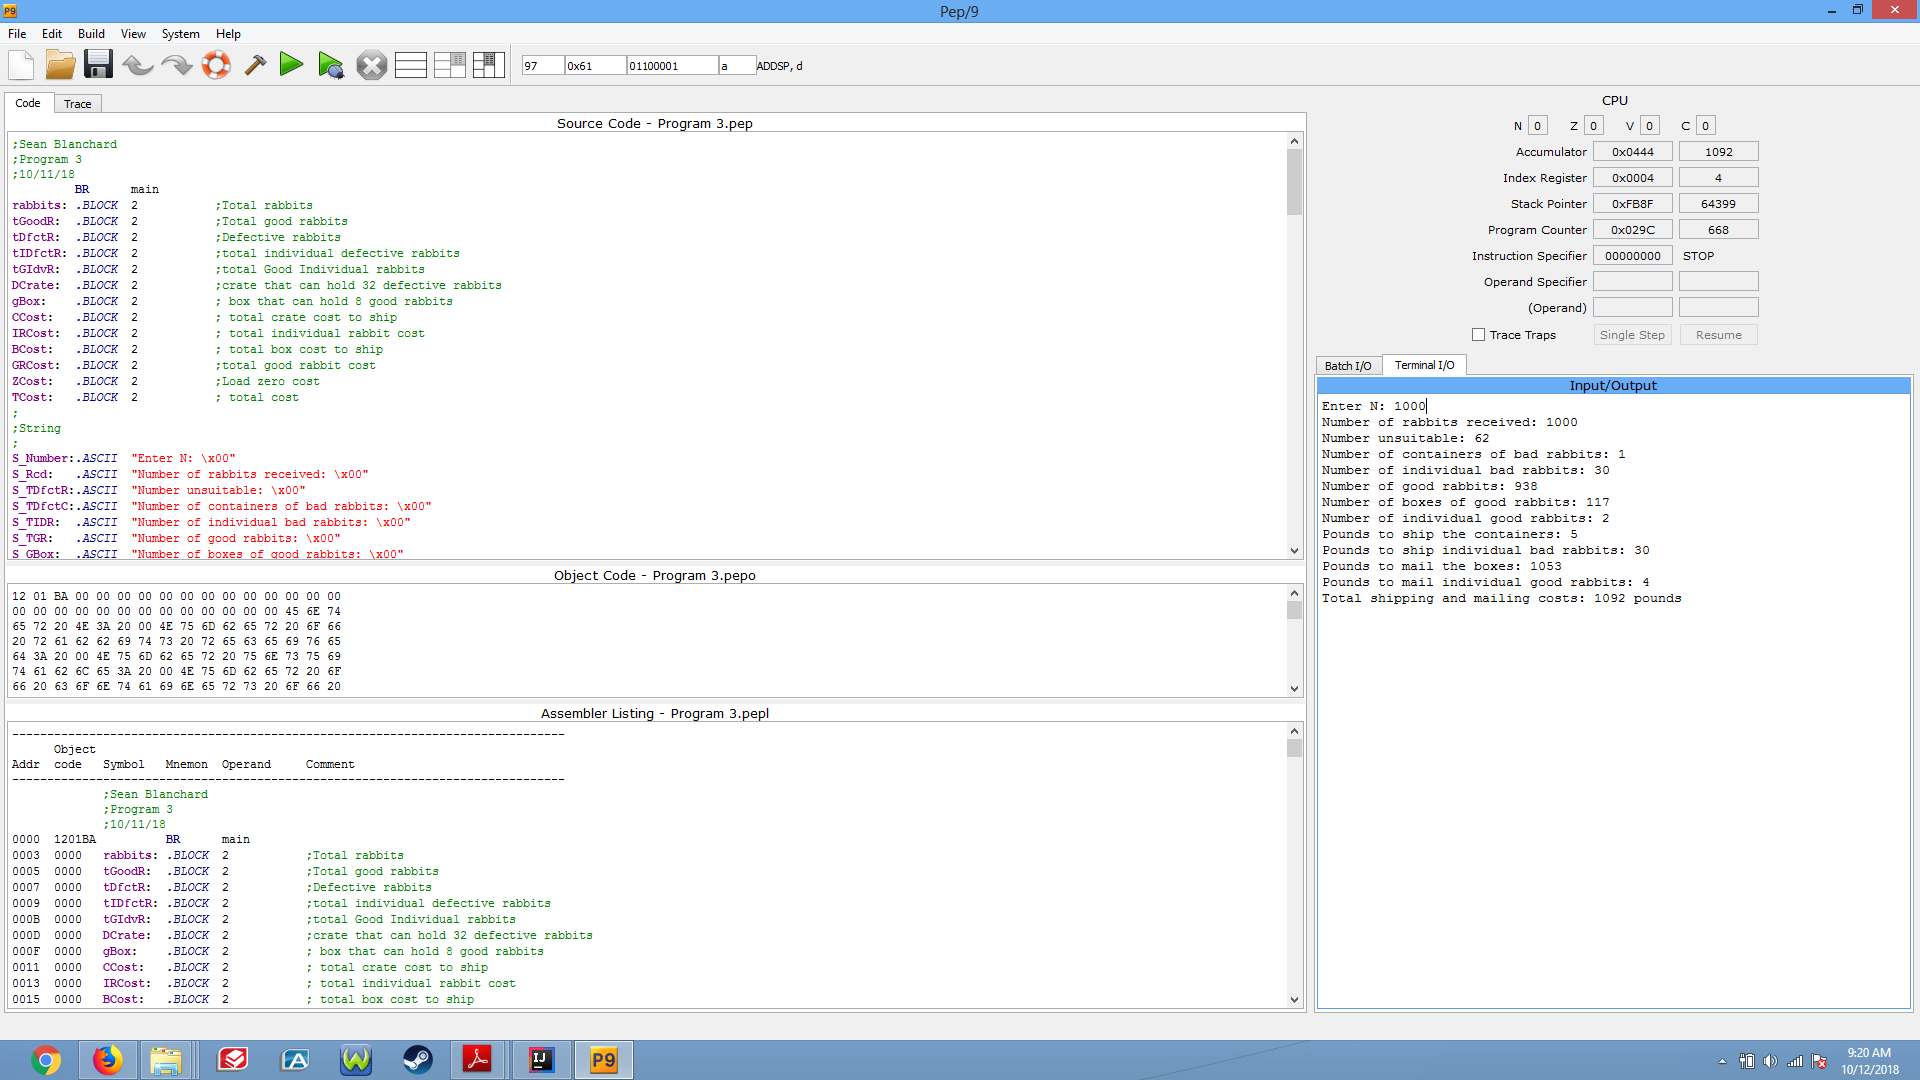 Pep/9
File Edit Build View System Help
97 0x61 01100001 a ADDSP, d
Code Trace
Source Code - Program 3.pep
;Sean Blanchard
;Program 3
;10/11/18
BR main
rabbits: .BLOCK 2 ;Total rabbits
tGoodR: .BLOCK 2 ;Total good rabbits
tDfctR: .BLOCK 2 ;Defective rabbits
tIDfctR: .BLOCK 2 ;total individual defective rabbits
tGIdvR: .BLOCK 2 ;total Good Individual rabbits
DCrate: .BLOCK 2 ;crate that can hold 32 defective rabbits
gBox: .BLOCK 2 ; box that can hold 8 good rabbits
CCost: .BLOCK 2 ; total crate cost to ship
IRCost: .BLOCK 2 ; total individual rabbit cost
BCost: .BLOCK 2 ; total box cost to ship
GRCost: .BLOCK 2 ;total good rabbit cost
ZCost: .BLOCK 2 ;Load zero cost
TCost: .BLOCK 2 ; total cost
;
;String
;
S_Number:.ASCII "Enter N: \x00"
S_Rcd: .ASCII "Number of rabbits received: \x00"
S_TDfctR:.ASCII "Number unsuitable: \x00"
S_TDfctC:.ASCII "Number of containers of bad rabbits: \x00"
S_TIDR: .ASCII "Number of individual bad rabbits: \x00"
S_TGR: .ASCII "Number of good rabbits: \x00"
S_GBox: .ASCII "Number of boxes of good rabbits: \x00"
Object Code - Program 3.pepo
12 01 BA 00 00 00 00 00 00 00 00 00 00 00 00 00
00 00 00 00 00 00 00 00 00 00 00 00 00 45 6E 74
65 72 20 4E 3A 20 00 4E 75 6D 62 65 72 20 6F 66
20 72 61 62 62 69 74 73 20 72 65 63 65 69 76 65
64 3A 20 00 4E 75 6D 62 65 72 20 75 6E 73 75 69
74 61 62 6C 65 3A 20 00 4E 75 6D 62 65 72 20 6F
66 20 63 6F 6E 74 61 69 6E 65 72 73 20 6F 66 20
Assembler Listing - Program 3.pepl
-------------------------------------------------------------------------------
Object
Addr code Symbol Mnemon Operand Comment
-------------------------------------------------------------------------------
;Sean Blanchard
;Program 3
;10/11/18
0000 1201BA BR main
0003 0000 rabbits: .BLOCK 2 ;Total rabbits
0005 0000 tGoodR: .BLOCK 2 ;Total good rabbits
0007 0000 tDfctR: .BLOCK 2 ;Defective rabbits
0009 0000 tIDfctR: .BLOCK 2 ;total individual defective rabbits
000B 0000 tGIdvR: .BLOCK 2 ;total Good Individual rabbits
000D 0000 DCrate: .BLOCK 2 ;crate that can hold 32 defective rabbits
000F 0000 gBox: .BLOCK 2 ; box that can hold 8 good rabbits
0011 0000 CCost: .BLOCK 2 ; total crate cost to ship
0013 0000 IRCost: .BLOCK 2 ; total individual rabbit cost
0015 0000 BCost: .BLOCK 2 ; total box cost to ship
CPU
N 0 Z 0 V 0 C 0
Accumulator 0x0444 1092
Index Register 0x0004 4
Stack Pointer 0xFB8F 64399
Program Counter 0x029C 668
Instruction Specifier 00000000 STOP
Operand Specifier
(Operand)
Trace Traps Single Step Resume
Batch I/O Terminal I/O
Input/Output
Enter N: 1000
Number of rabbits received: 1000
Number unsuitable: 62
Number of containers of bad rabbits: 1
Number of individual bad rabbits: 30
Number of good rabbits: 938
Number of boxes of good rabbits: 117
Number of individual good rabbits: 2
Pounds to ship the containers: 5
Pounds to ship individual bad rabbits: 30
Pounds to mail the boxes: 1053
Pounds to mail individual good rabbits: 4
Total shipping and mailing costs: 1092 pounds
IJ
P9
9:20 AM
10/12/2018